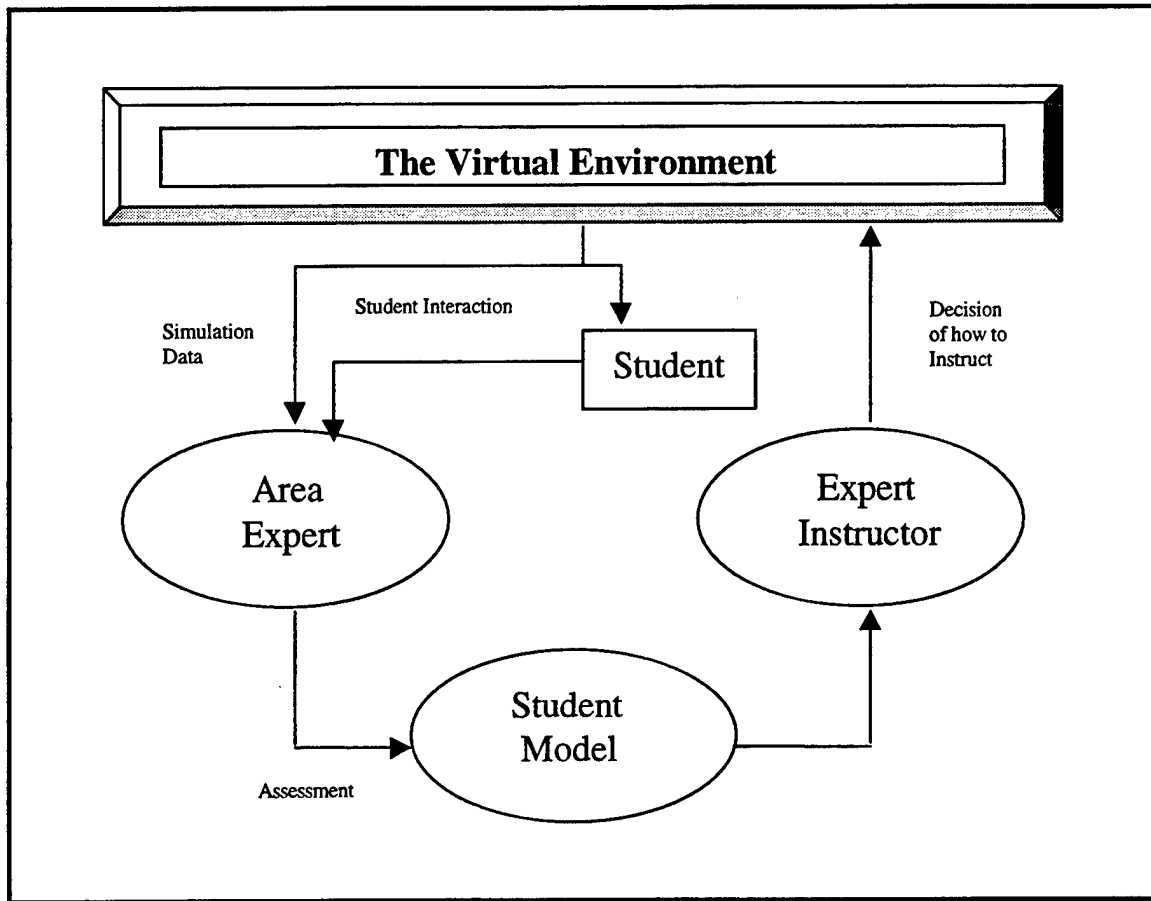 The Virtual Environment
Student Interaction
Simulation
Data
Decision
of how to
Instruct
Student
Area
Expert
Expert
Instructor
Student
Model
Assessment